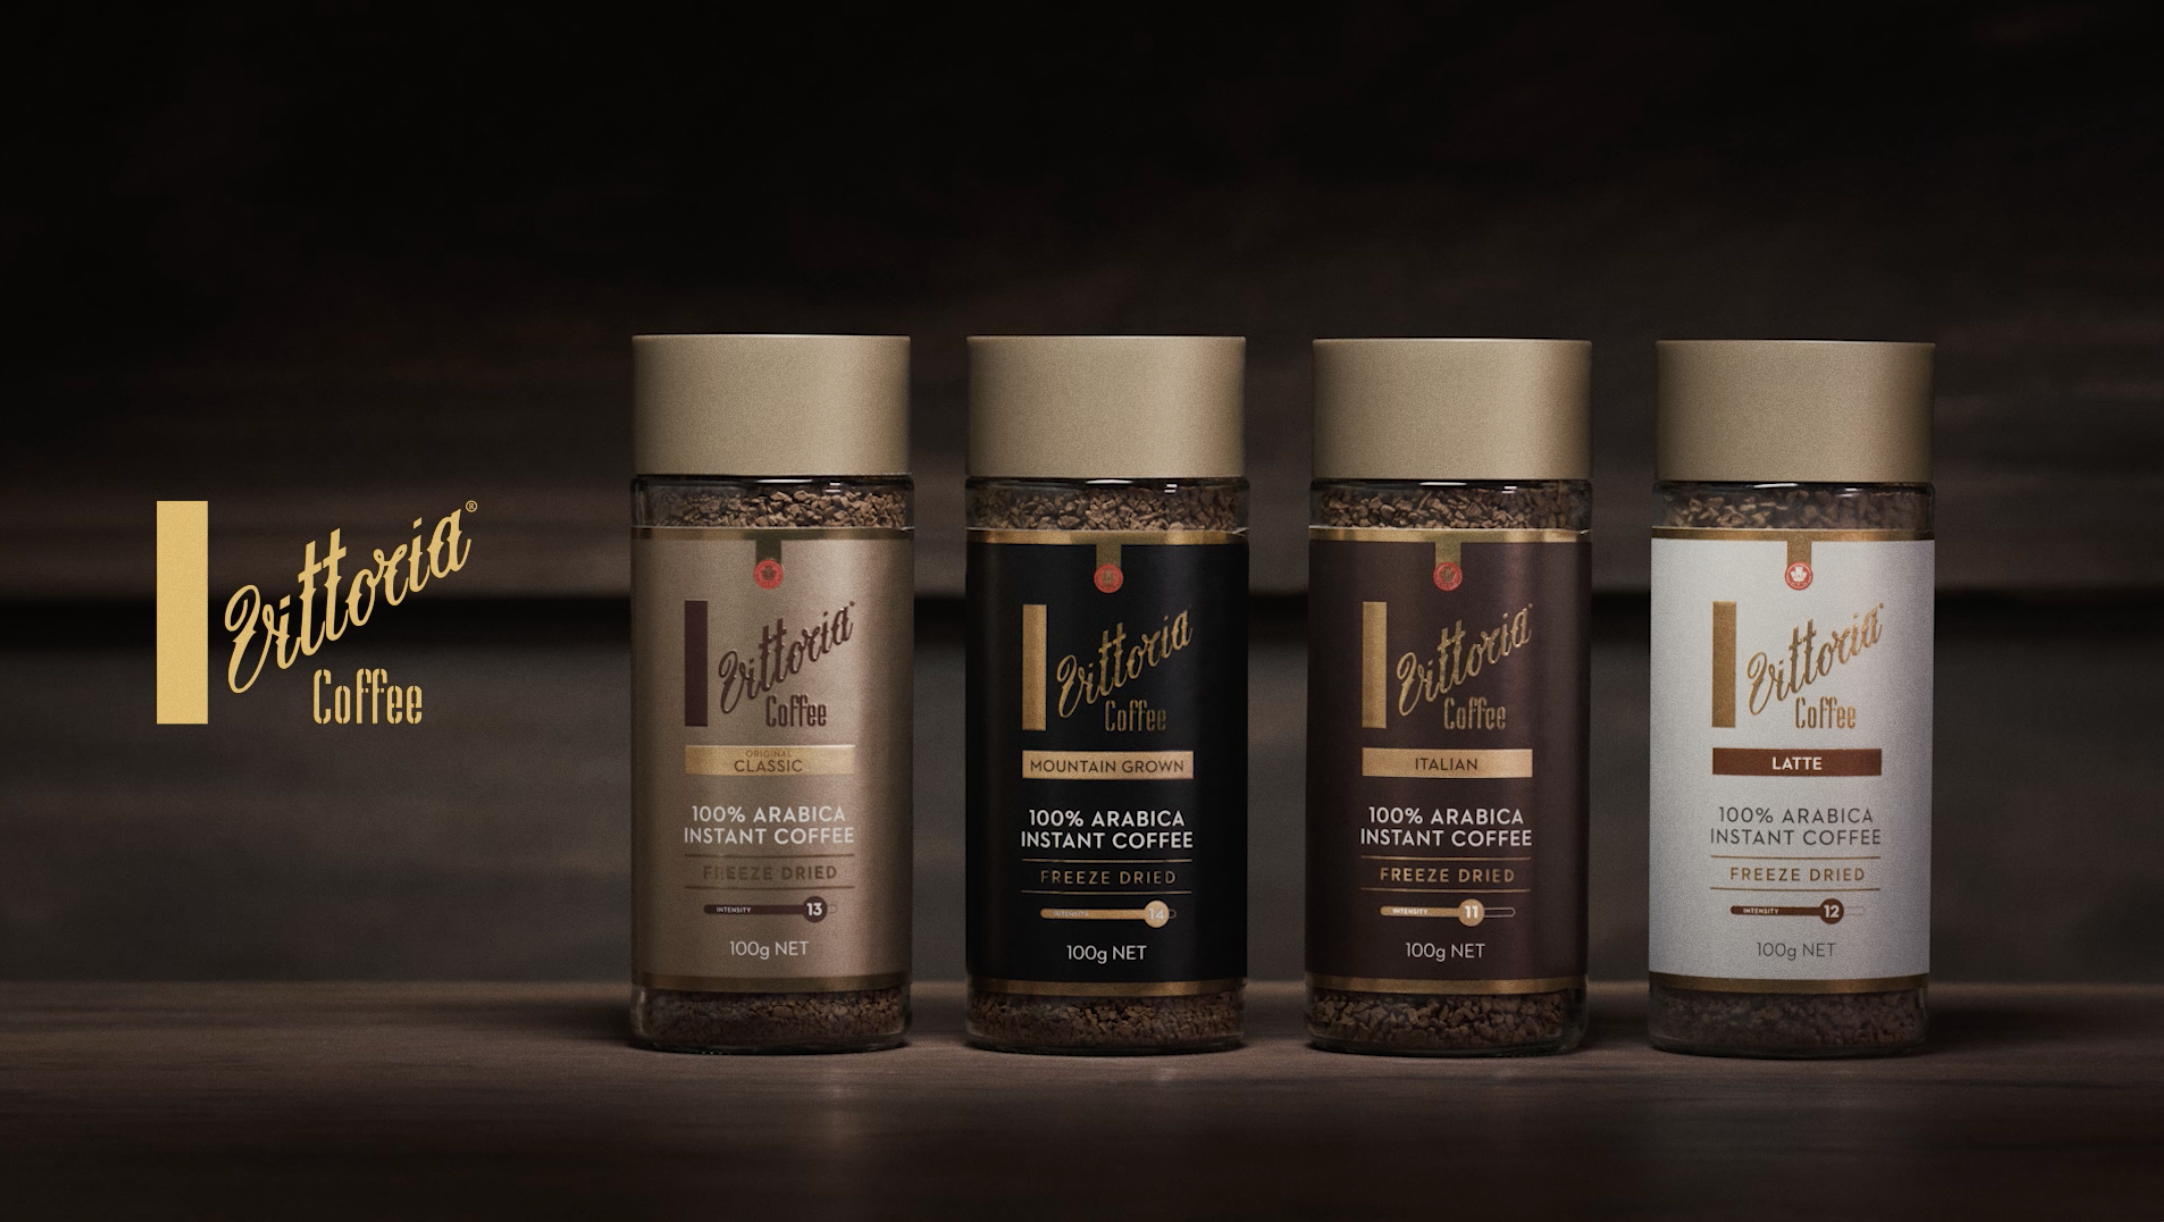 Vittoria®
Coffee
Vittoria
Coffee
ORIGINAL
CLASSIC
100% ARABICA
INSTANT COFFEE
FREEZE DRIED
INTENSITY 13
100g NET
Vittoria
Coffee
MOUNTAIN GROWN
100% ARABICA
INSTANT COFFEE
FREEZE DRIED
INTENSITY 14
100g NET
Vittoria
Coffee
ITALIAN
100% ARABICA
INSTANT COFFEE
FREEZE DRIED
INTENSITY 11
100g NET
Vittoria
Coffee
LATTE
100% ARABICA
INSTANT COFFEE
FREEZE DRIED
INTENSITY 12
100g NET